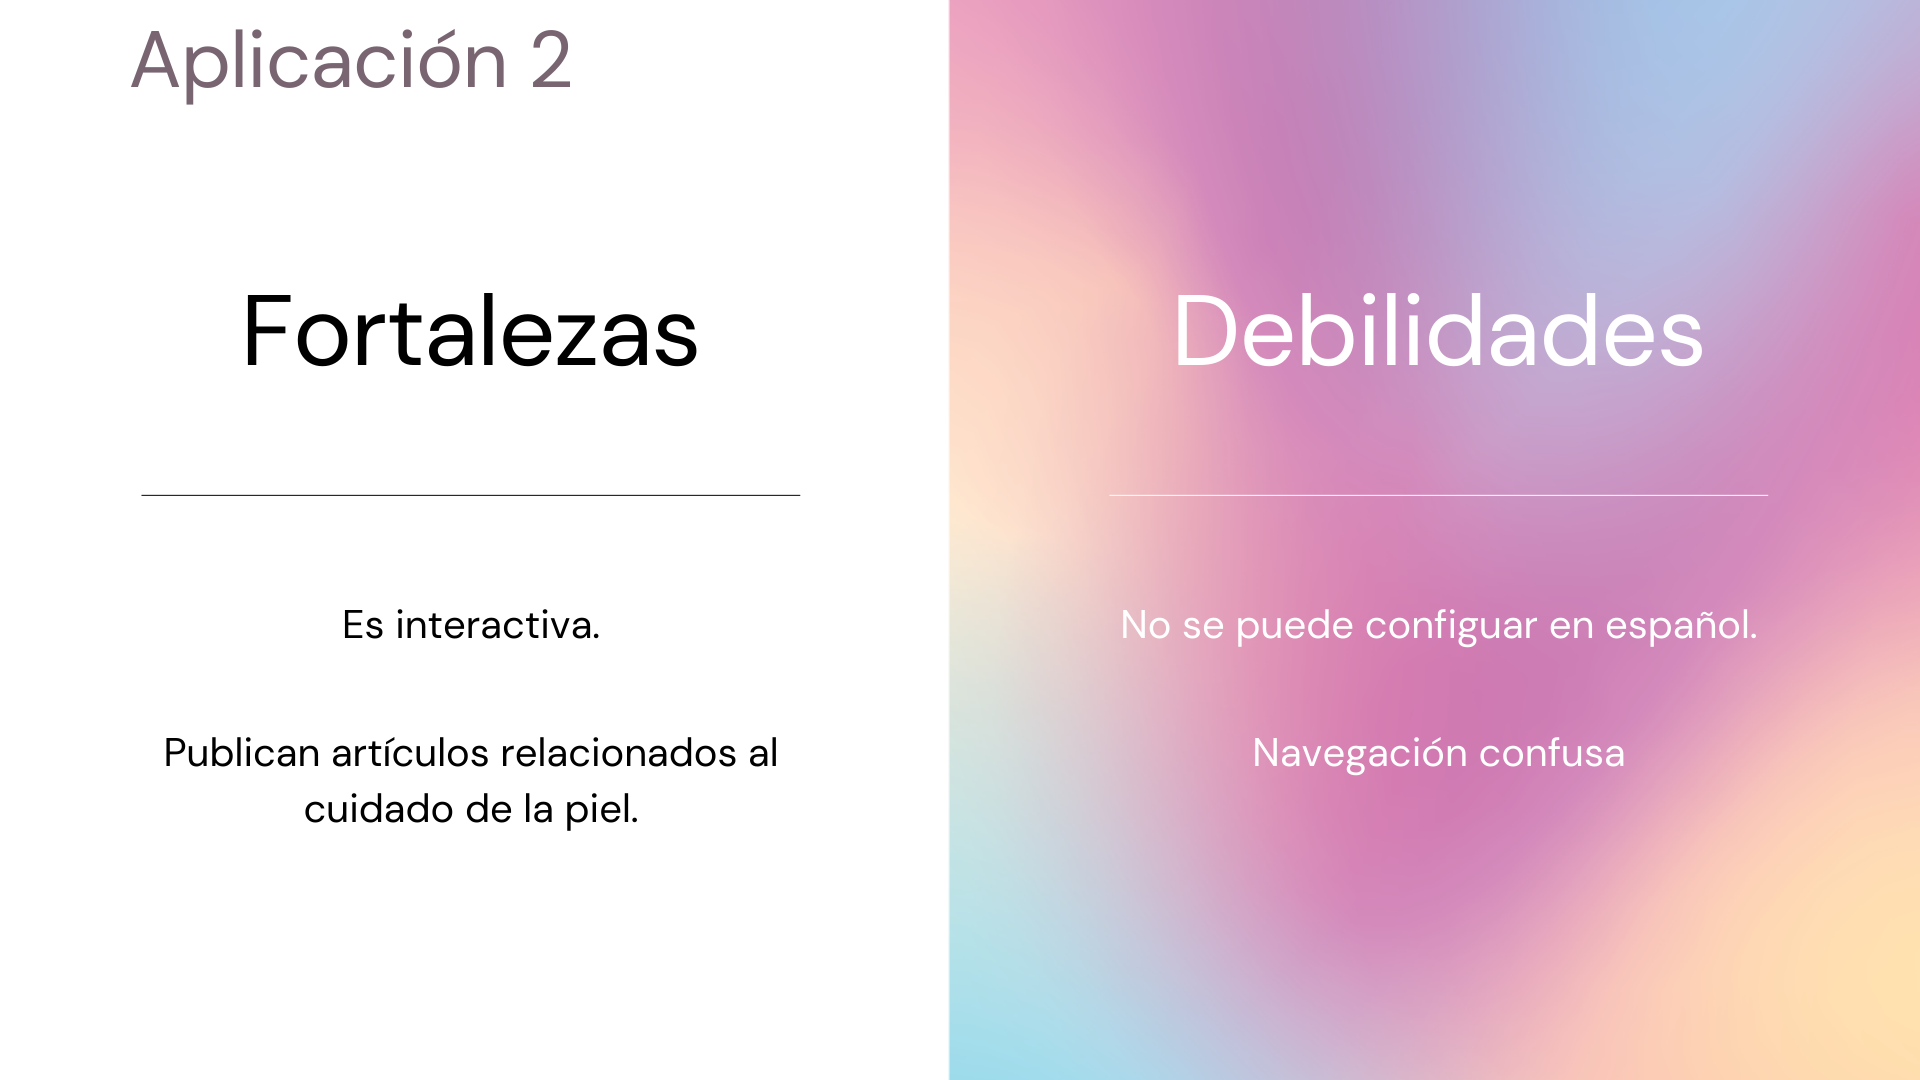 Aplicación 2
Fortalezas
Es interactiva.
Publican artículos relacionados al
cuidado de la piel.
Debilidades
No se puede configuar en español.
Navegación confusa